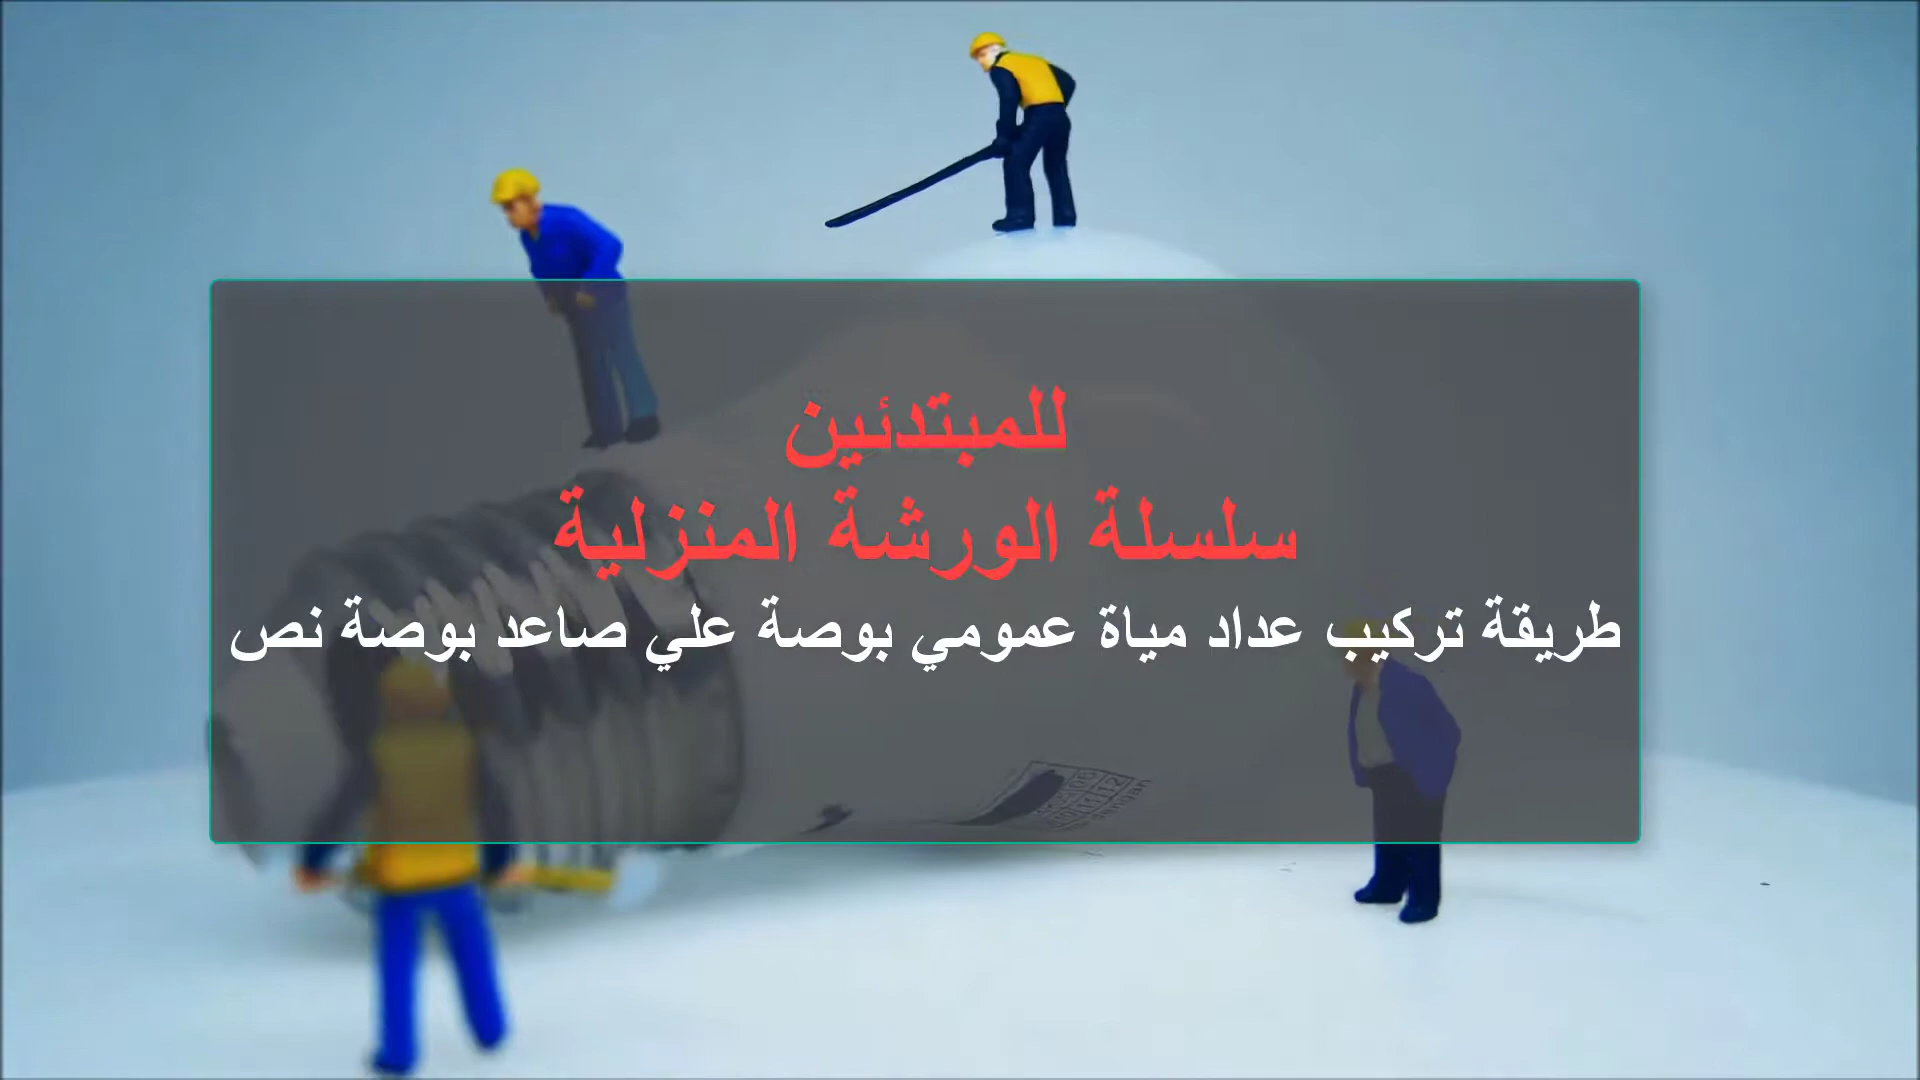 للمبتدئين
سلسلة الورشة المنزلية
طريقة تركيب عداد مياة عمومي بوصة علي صاعد بوصة نص